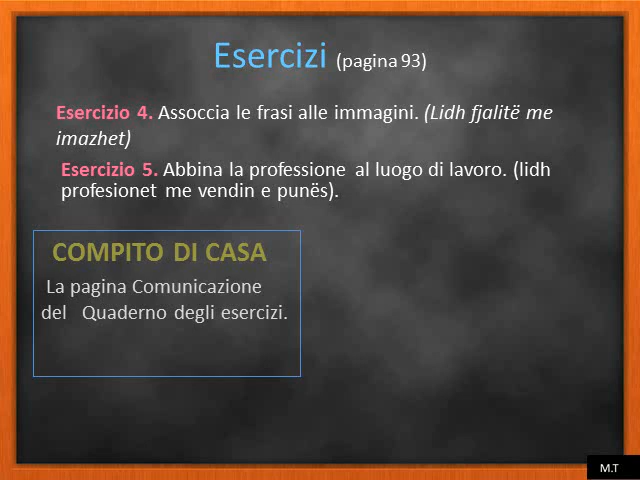 Esercizi (pagina 93)
Esercizio 4. Assoccia le frasi alle immagini. (Lidh fjalitë me
imazhet)
Esercizio 5. Abbina la professione al luogo di lavoro. (lidh
profesionet me vendin e punës).
COMPITO DI CASA
La pagina Comunicazione
del Quaderno degli esercizi.
M.T